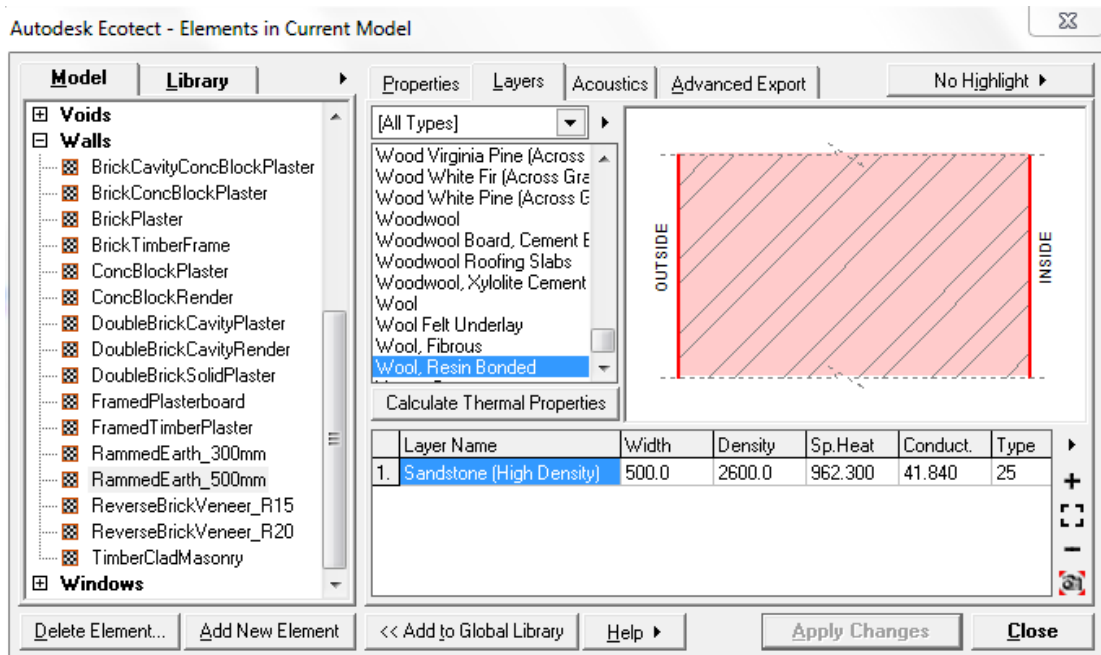 Autodesk Ecotect - Elements in Current Model
Model
Library
Voids
Walls
BrickCavityConcBlockPlaster
BrickConcBlockPlaster
BrickPlaster
BrickTimberFrame
ConcBlockPlaster
ConcBlockRender
DoubleBrickCavityPlaster
DoubleBrickCavityRender
DoubleBrickSolidPlaster
FramedPlasterboard
FramedTimberPlaster
RammedEarth_300mm
RammedEarth_500mm
ReverseBrickVeneer_R15
ReverseBrickVeneer_R20
TimberCladMasonry
Windows
Properties
Layers
Acoustics
Advanced Export
No Highlight
[All Types]
Wood Virginia Pine (Across
Wood White Fir (Across Gra
Wood White Pine (Across G
Woodwool
Woodwool Board, Cement B
Woodwool Roofing Slabs
Woodwool, Xylolite Cement
Wool
Wool Felt Underlay
Wool, Fibrous
Wool, Resin Bonded
Calculate Thermal Properties
OUTSIDE
INSIDE
Layer Name Width Density Sp.Heat Conduct. Type
1. Sandstone (High Density) 500.0 2600.0 962.300 41.840 25
Delete Element... Add New Element << Add to Global Library Help Apply Changes Close